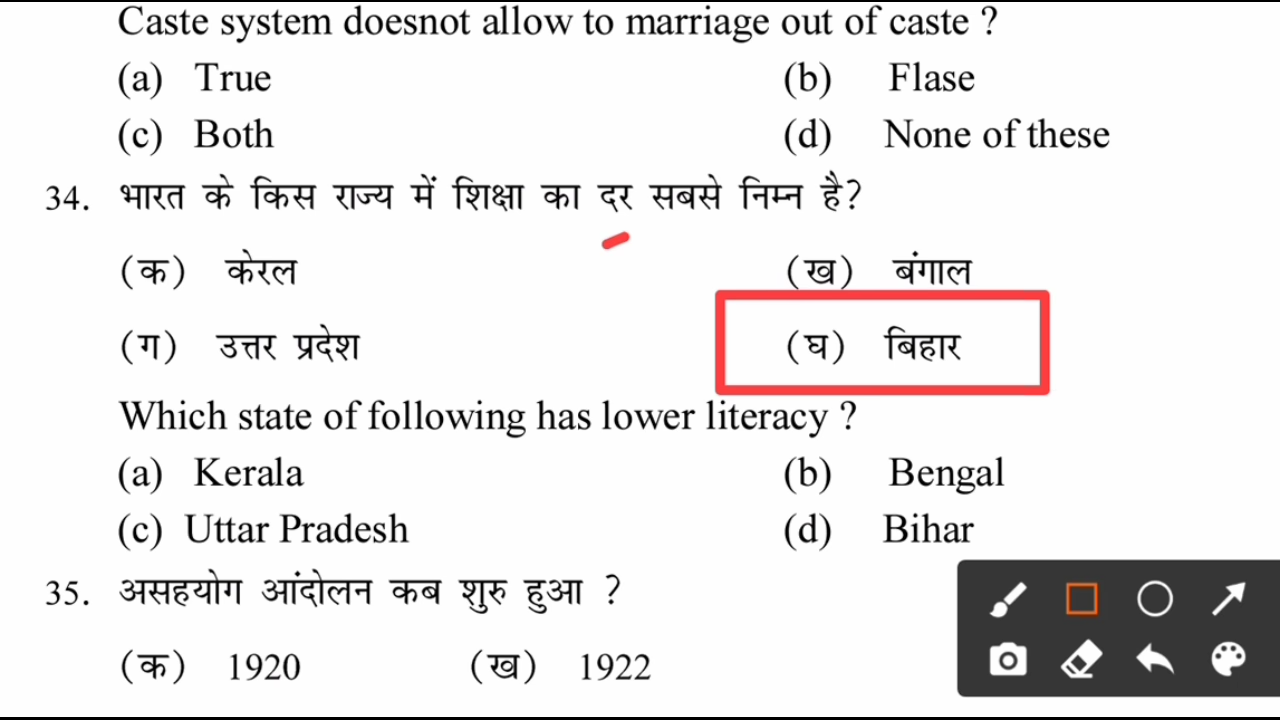 Caste system doesnot allow to marriage out of caste ?
(a) True (b) Flase
(c) Both (d) None of these
34. भारत के किस राज्य में शिक्षा का दर सबसे निम्न है?
(क) केरल (ख) बंगाल
(ग) उत्तर प्रदेश (घ) बिहार
Which state of following has lower literacy ?
(a) Kerala (b) Bengal
(c) Uttar Pradesh (d) Bihar
35. असहयोग आंदोलन कब शुरु हुआ ?
(क) 1920 (ख) 1922